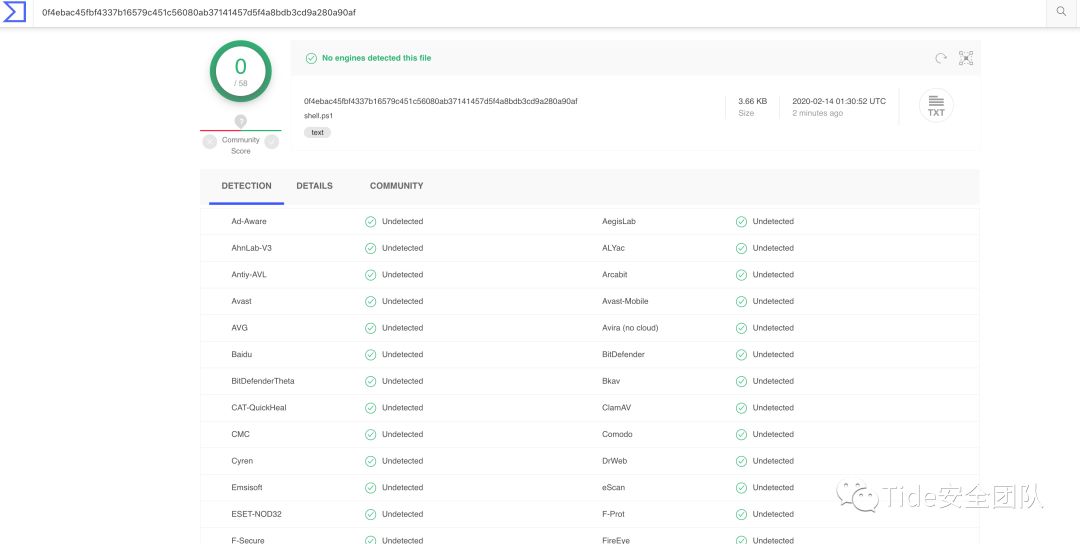 0f4ebac45fbf4337b16579c451c56080ab37141457d5f4a8bdb3cd9a280a90af
0
/ 58
?
Community
Score
No engines detected this file
0f4ebac45fbf4337b16579c451c56080ab37141457d5f4a8bdb3cd9a280a90af
shell.ps1
text
3.66 KB
Size
2020-02-14 01:30:52 UTC
2 minutes ago
TXT
DETECTION DETAILS COMMUNITY
Ad-Aware Undetected AegisLab Undetected
AhnLab-V3 Undetected ALYac Undetected
Antiy-AVL Undetected Arcabit Undetected
Avast Undetected Avast-Mobile Undetected
AVG Undetected Avira (no cloud) Undetected
Baidu Undetected BitDefender Undetected
BitDefenderTheta Undetected Bkav Undetected
CAT-QuickHeal Undetected ClamAV Undetected
CMC Undetected Comodo Undetected
Cyren Undetected DrWeb Undetected
Emsisoft Undetected eScan Undetected
ESET-NOD32 Undetected F-Prot Undetected
F-Secure Undetected FireEye Undetected
Tide安全团队